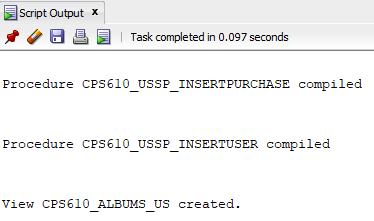 Script Output x
Task completed in 0.097 seconds
Procedure CPS610_USSP_INSERTPURCHASE compiled
Procedure CPS610_USSP_INSERTUSER compiled
View CPS610_ALBUMS_US created.